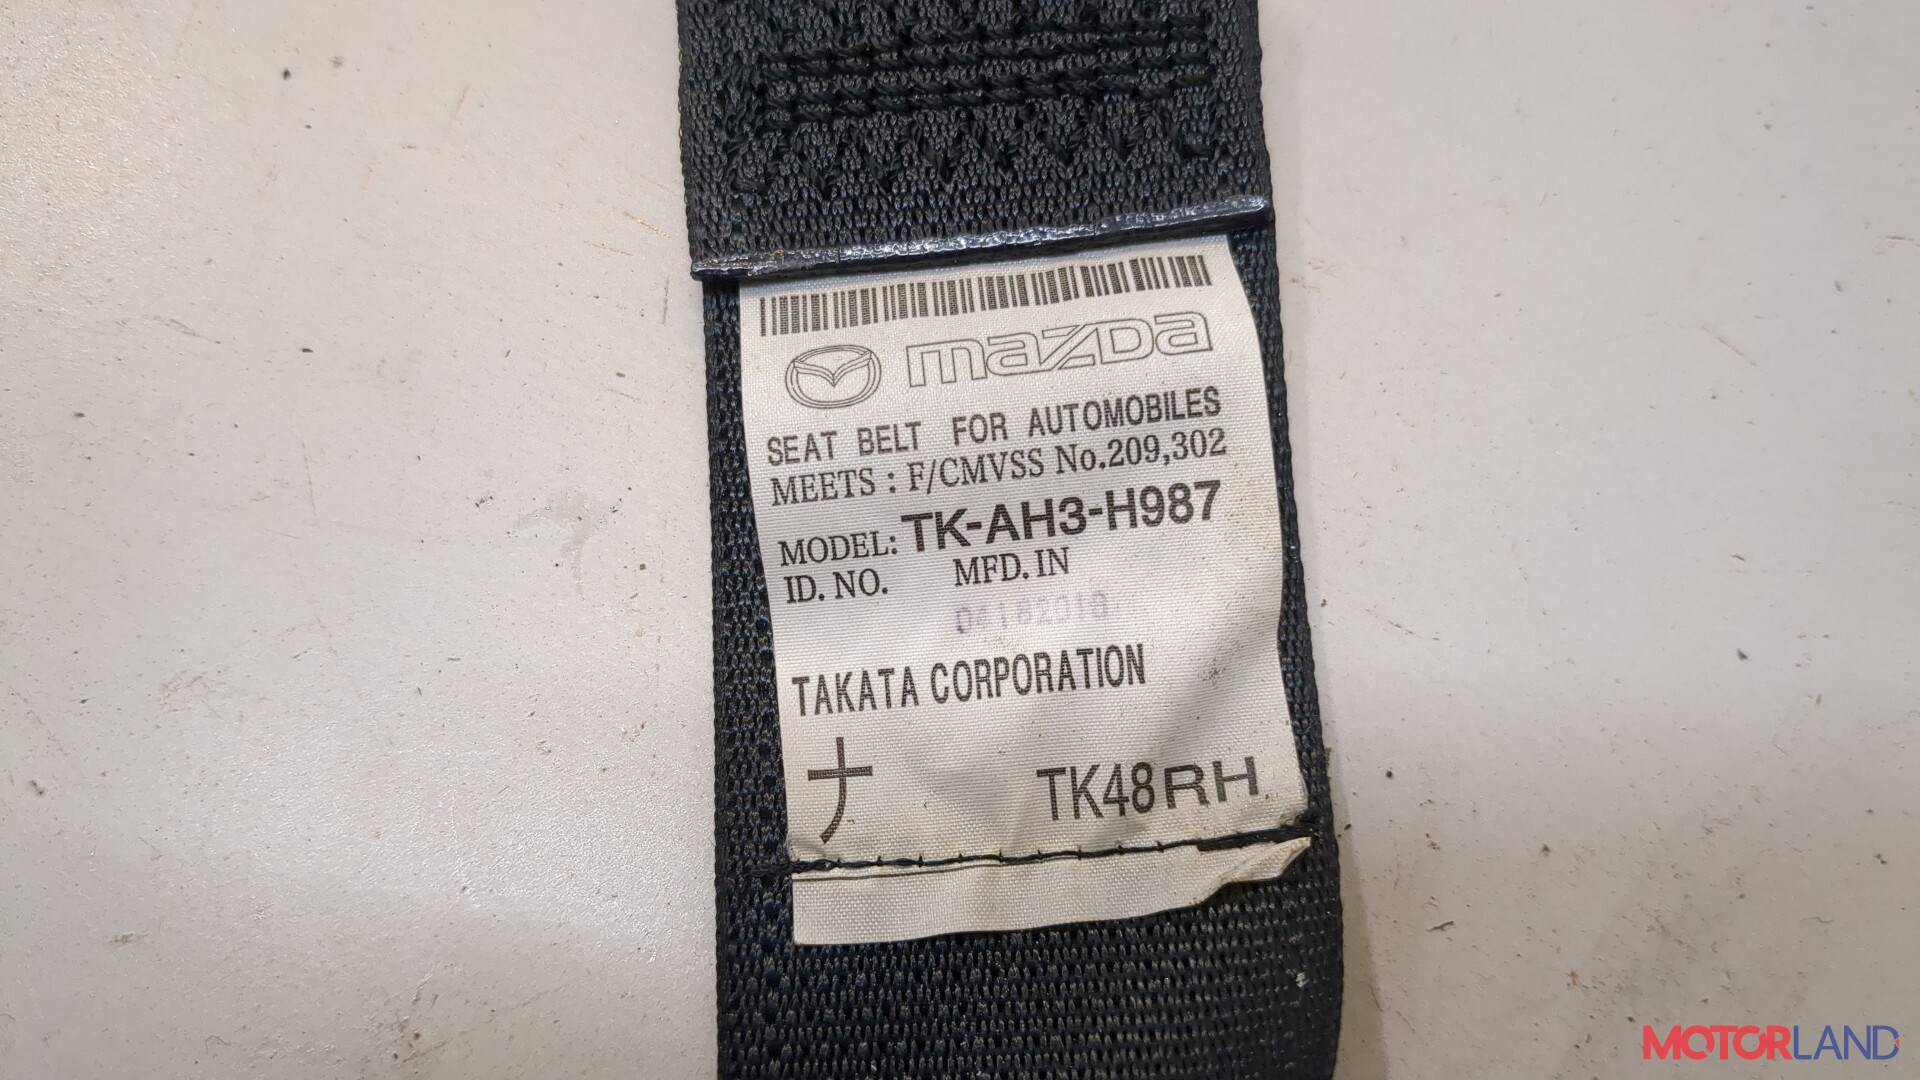 mazda
SEAT BELT FOR AUTOMOBILES
MEETS : F/CMVSS No.209,302
MODEL: TK-AH3-H987
ID. NO. MFD. IN
TAKATA CORPORATION
ナ TK48RH
MOTORLAND